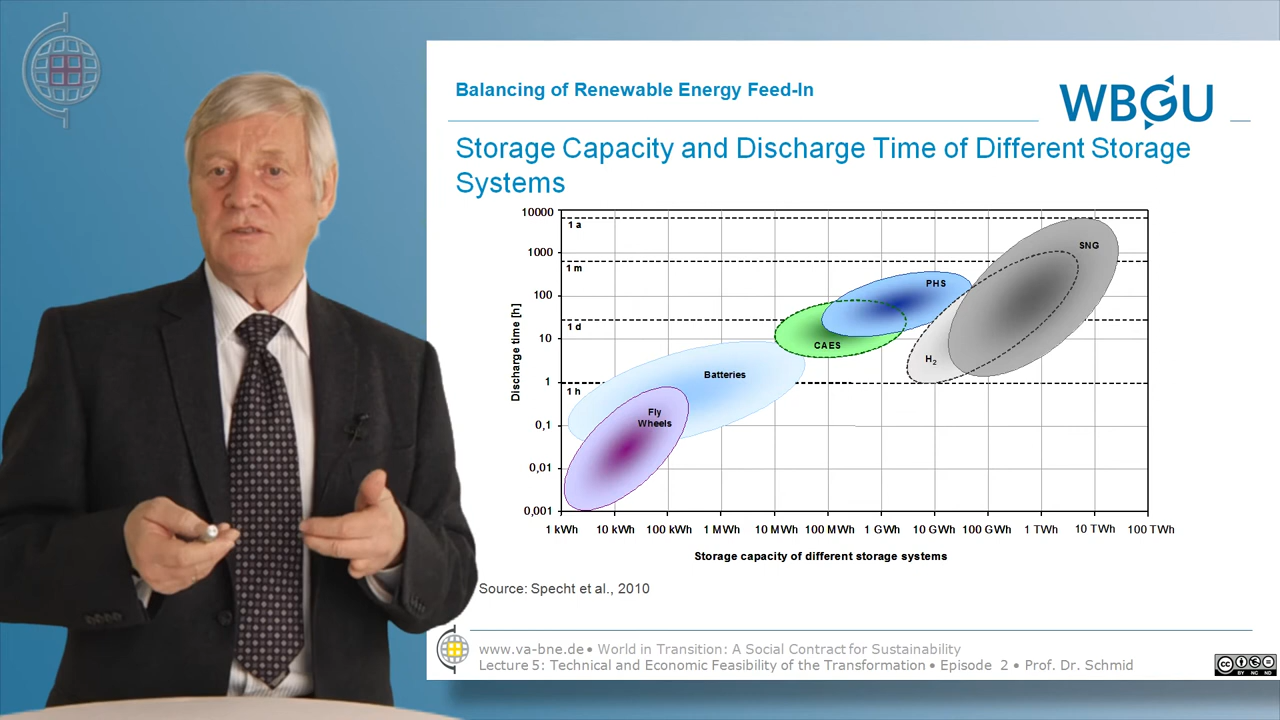 Balancing of Renewable Energy Feed-In
WBGU
Storage Capacity and Discharge Time of Different Storage
Systems
10000
1 a
SNG
1000
1 m
PHS
100
1 d
CAES
10
H2
Batteries
1
1 h
Fly
Wheels
0,1
0,01
0,001
Discharge time [h]
1 kWh 10 kWh 100 kWh 1 MWh 10 MWh 100 MWh 1 GWh 10 GWh 100 GWh 1 TWh 10 TWh 100 TWh
Storage capacity of different storage systems
Source: Specht et al., 2010
www.va-bne.de • World in Transition: A Social Contract for Sustainability
Lecture 5: Technical and Economic Feasibility of the Transformation • Episode 2 • Prof. Dr. Schmid
CC BY NC ND